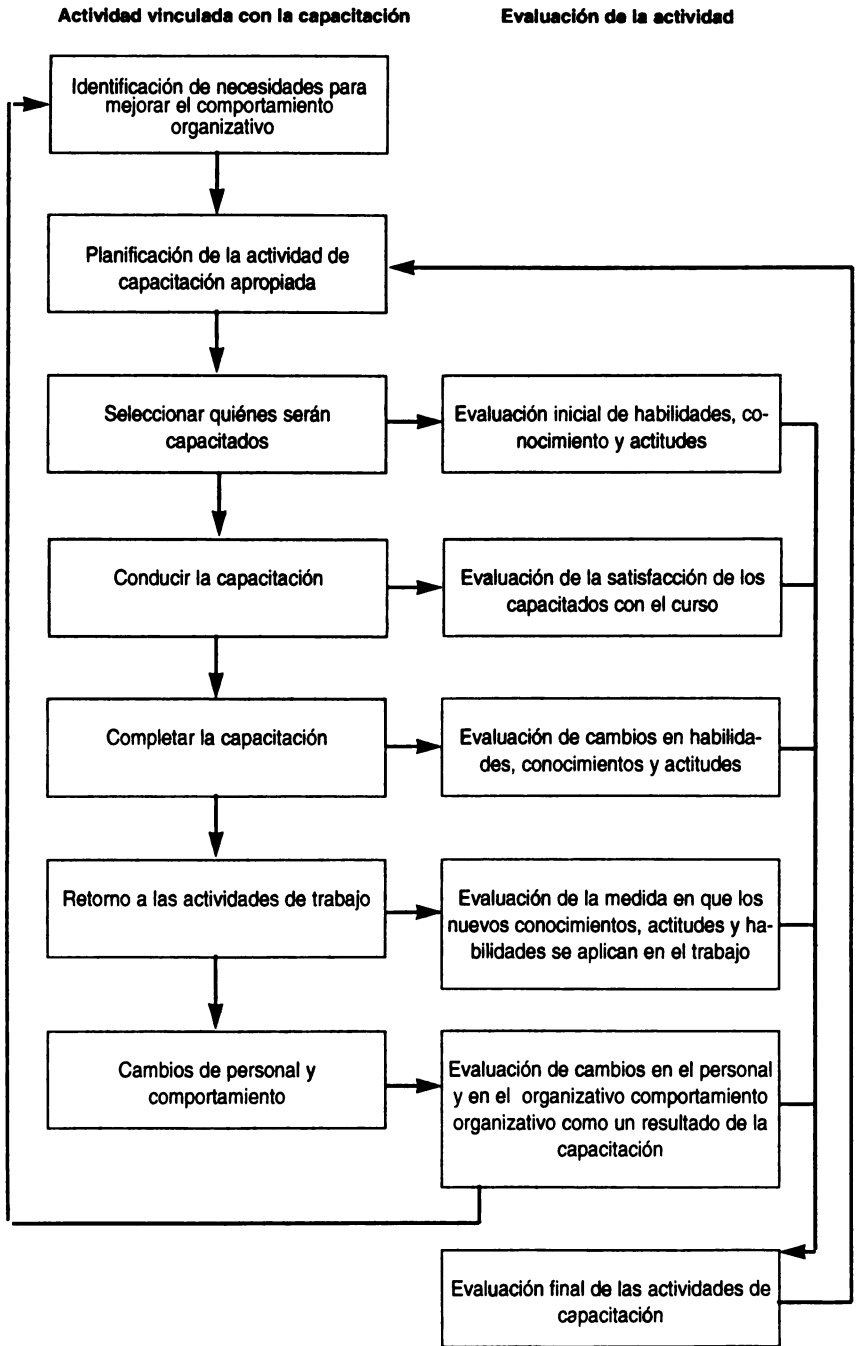 Actividad vinculada con la capacitación
Evaluación de la actividad
Identificación de necesidades para
mejorar el comportamiento
organizativo
Planificación de la actividad de
capacitación apropiada
Seleccionar quiénes serán
capacitados
Evaluación inicial de habilidades, co-
nocimiento y actitudes
Conducir la capacitación
Evaluación de la satisfacción de los
capacitados con el curso
Completar la capacitación
Evaluación de cambios en habilida-
des, conocimientos y actitudes
Retorno a las actividades de trabajo
Evaluación de la medida en que los
nuevos conocimientos, actitudes y ha-
bilidades se aplican en el trabajo
Cambios de personal y
comportamiento
Evaluación de cambios en el personal
y en el organizativo comportamiento
organizativo como un resultado de la
capacitación
Evaluación final de las actividades de
capacitación